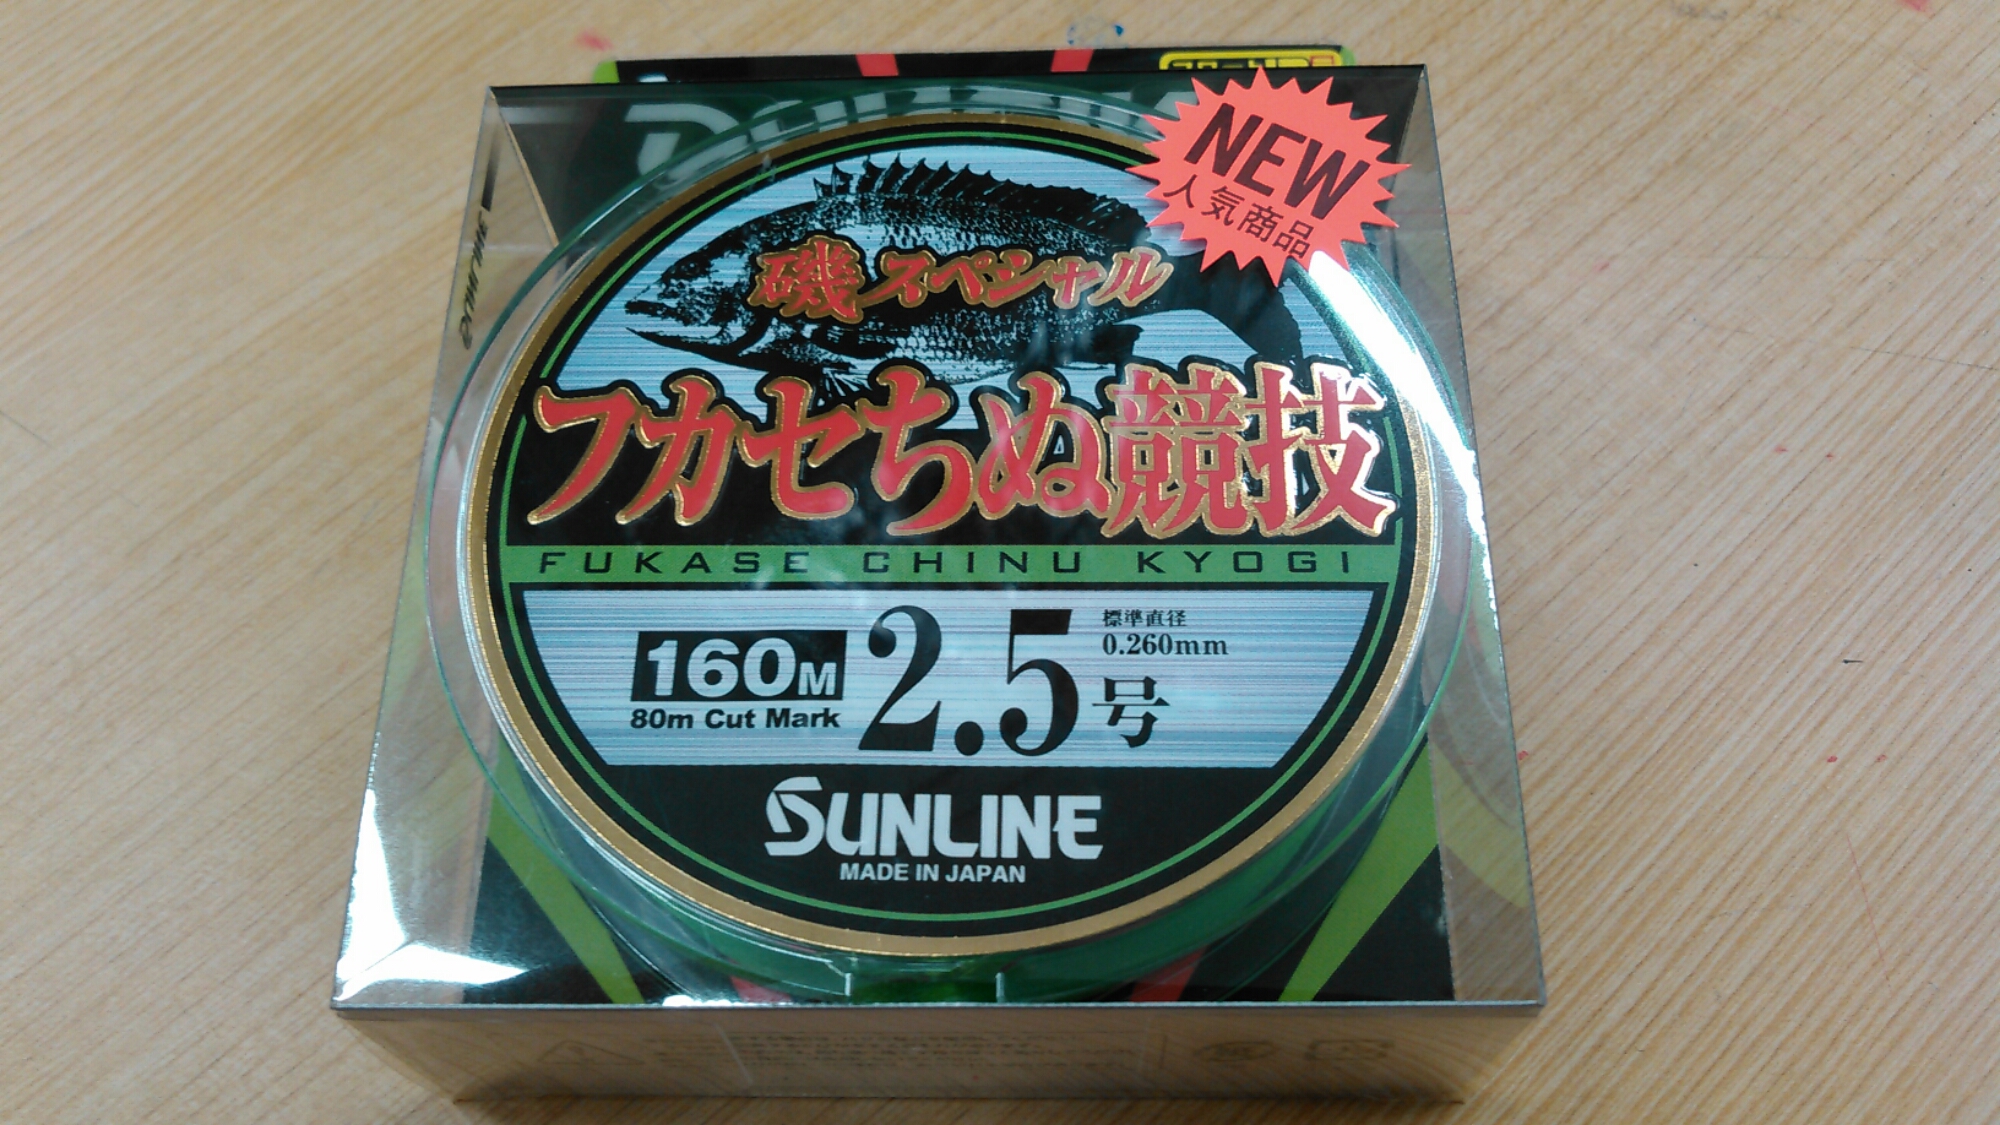 NEW
人気商品
磯スペシャル
フカセちぬ競技
FUKASE CHINU KYOGI
160M
80m Cut Mark
2.5号
標準直径
0.260mm
SUNLINE
MADE IN JAPAN